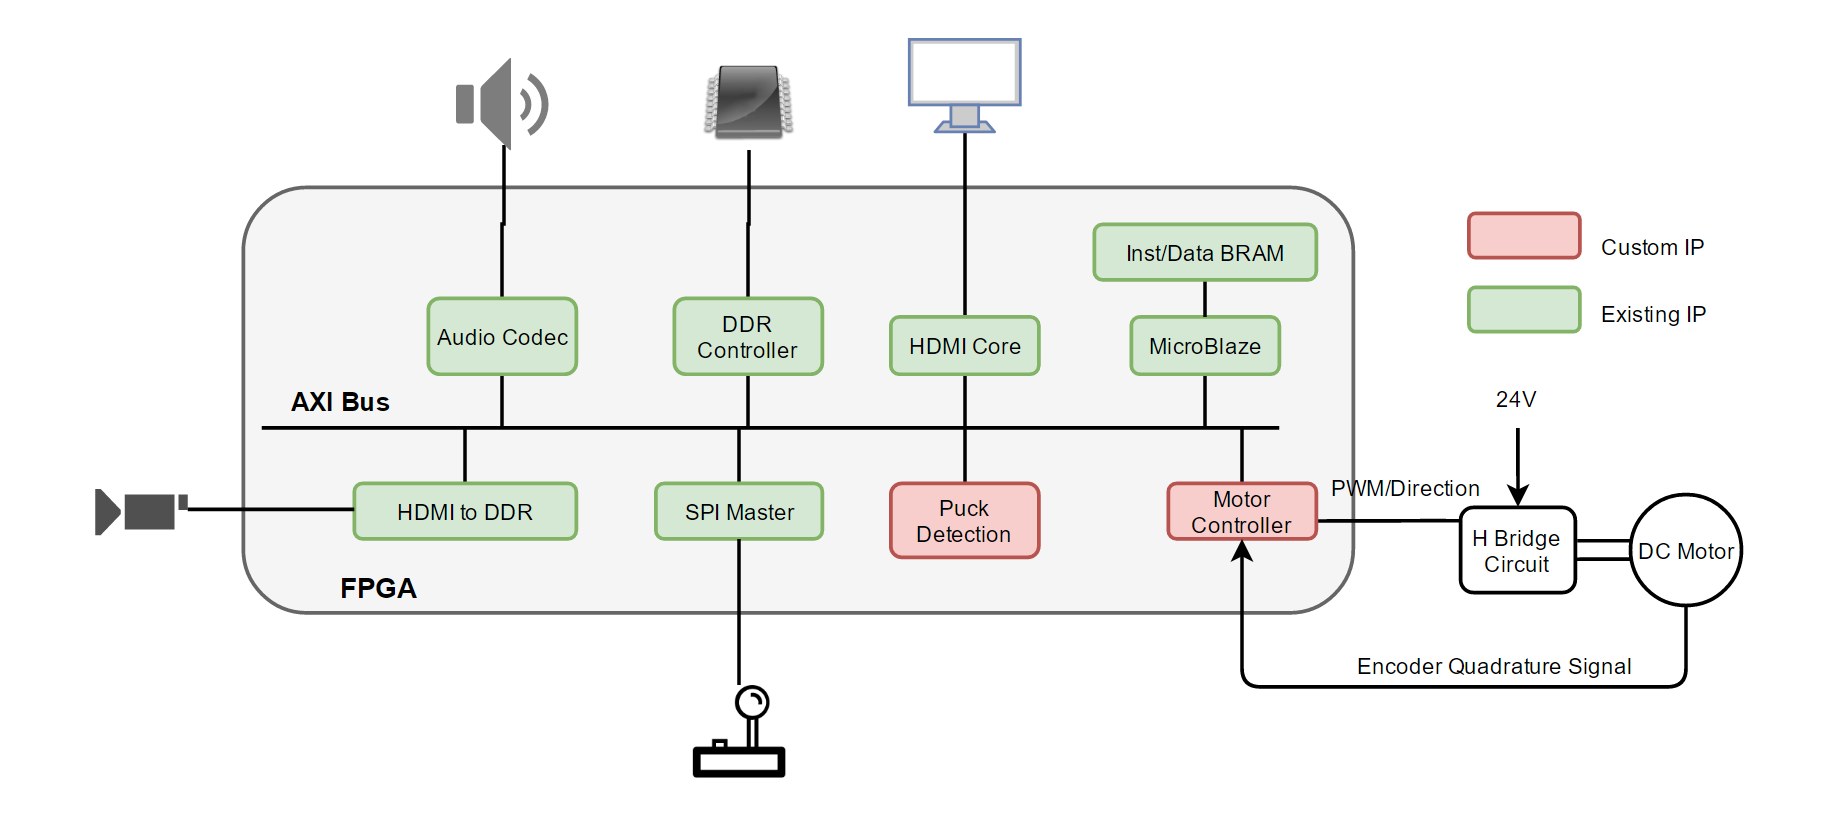 Inst/Data BRAM
Custom IP
Existing IP
Audio Codec
DDR
Controller
HDMI Core
MicroBlaze
AXI Bus
24V
HDMI to DDR
SPI Master
Puck
Detection
Motor
Controller
PWM/Direction
H Bridge
Circuit
DC Motor
FPGA
Encoder Quadrature Signal